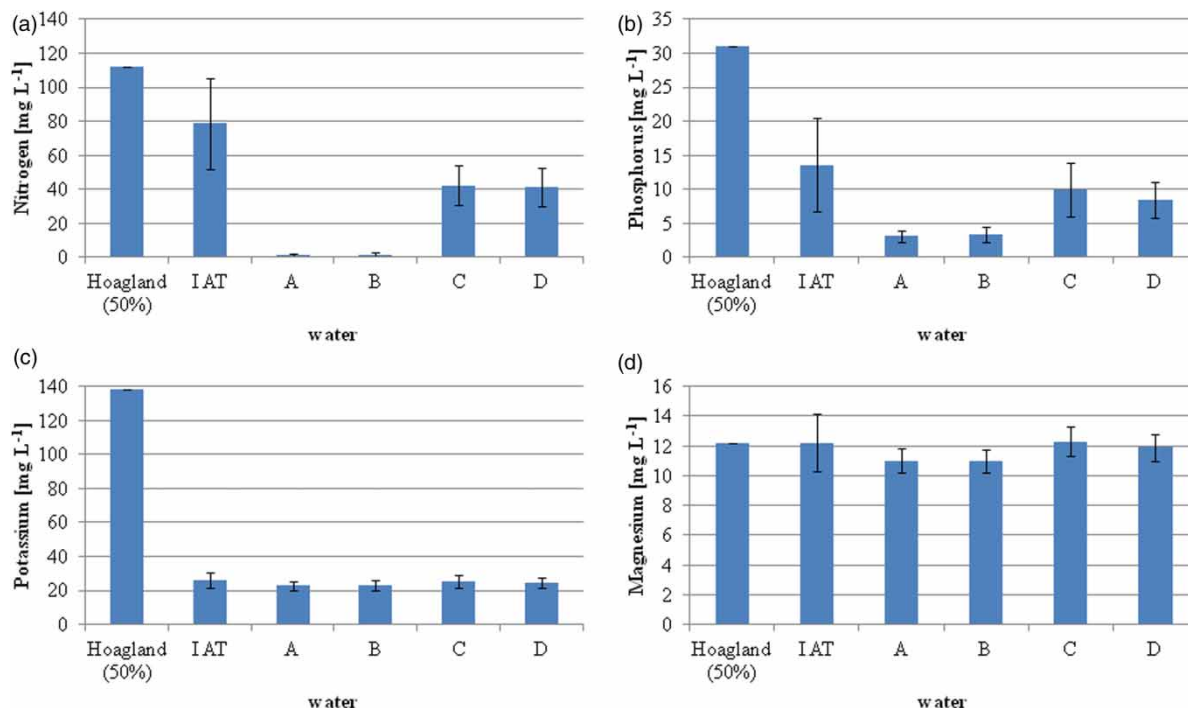 (a)
140
120
100
80
60
40
20
0
Nitrogen [mg L⁻¹]
Hoagland (50%) IAT A B C D
water
(b)
35
30
25
20
15
10
5
0
Phosphorus [mg L⁻¹]
Hoagland (50%) IAT A B C D
water
(c)
140
120
100
80
60
40
20
0
Potassium [mg L⁻¹]
Hoagland (50%) IAT A B C D
water
(d)
16
14
12
10
8
6
4
2
0
Magnesium [mg L⁻¹]
Hoagland (50%) IAT A B C D
water